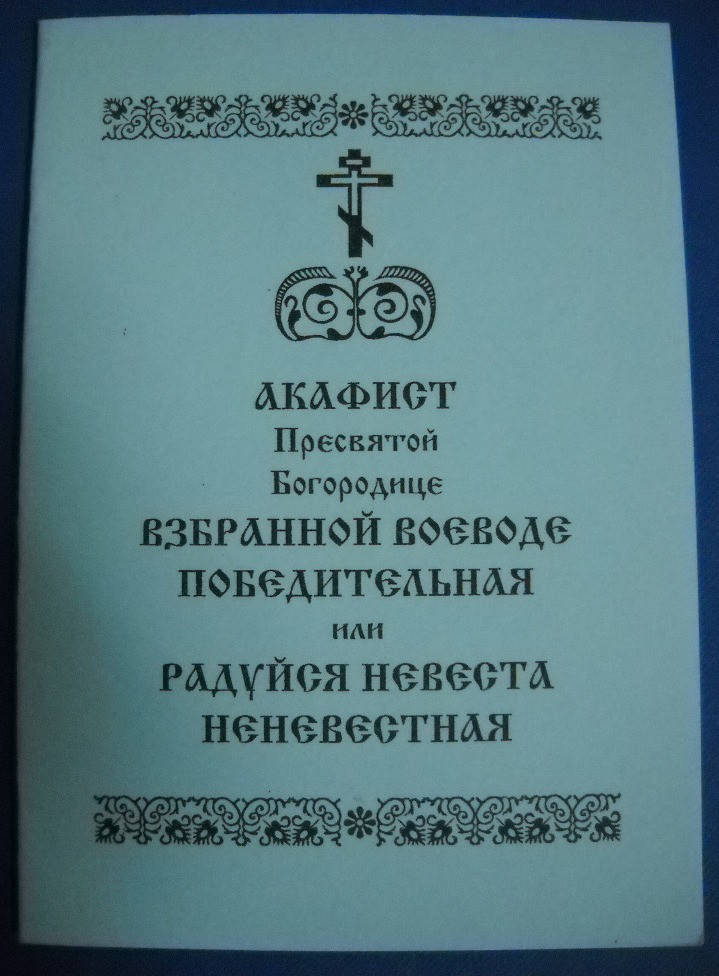 АКАФИСТ
Пресвятой
Богородице
ВЗБРАННОЙ ВОЕВОДЕ
ПОБЕДИТЕЛЬНАЯ
или
РАДУЙСЯ НЕВЕСТА
НЕНЕВЕСТНАЯ